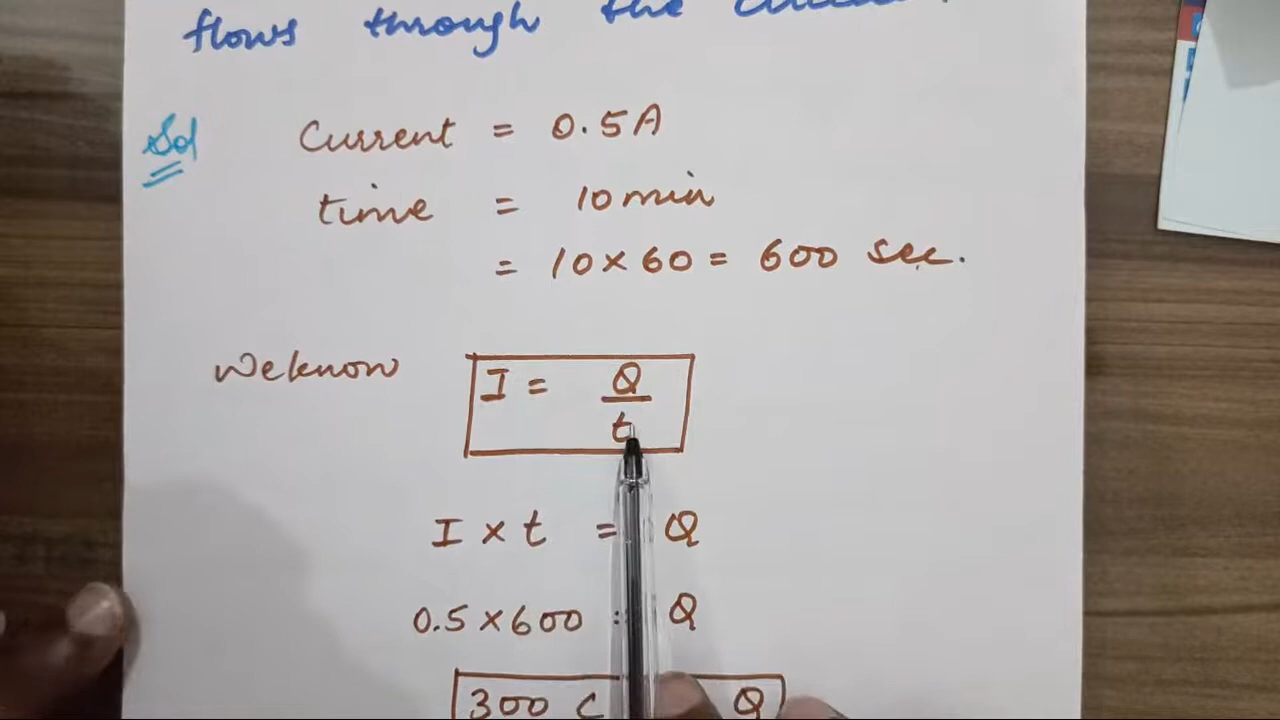 flows through the
Sol
Current = 0.5A
time = 10 min
= 10 × 60 = 600 sec.
We know I = Q
t
I × t = Q
0.5 × 600 = Q
300 C Q